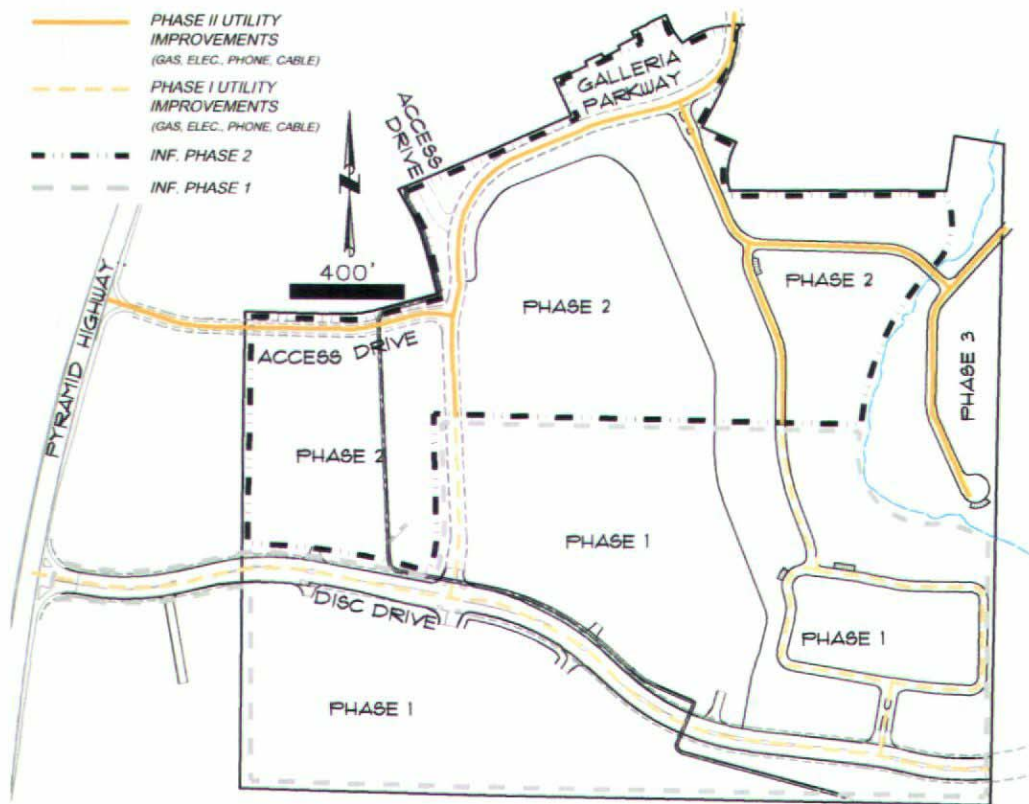 PHASE II UTILITY
IMPROVEMENTS
(GAS, ELEC., PHONE, CABLE)
PHASE I UTILITY
IMPROVEMENTS
(GAS, ELEC., PHONE, CABLE)
INF. PHASE 2
INF. PHASE 1
N
400'
ACCESS
DRIVE
GALLERIA
PARKWAY
PYRAMID HIGHWAY
ACCESS DRIVE
PHASE 2
PHASE 2
PHASE 3
PHASE 2
PHASE 1
DISC DRIVE
PHASE 1
PHASE 1